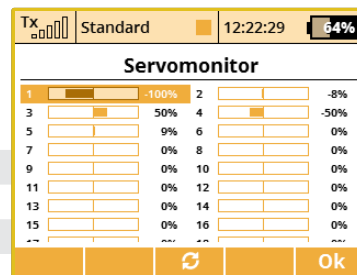 Tx Standard 12:22:29 64%
Servomonitor
1 -100% 2 -8%
3 50% 4 -50%
5 9% 6 0%
7 0% 8 0%
9 0% 10 0%
11 0% 12 0%
13 0% 14 0%
15 0% 16 0%
Ok